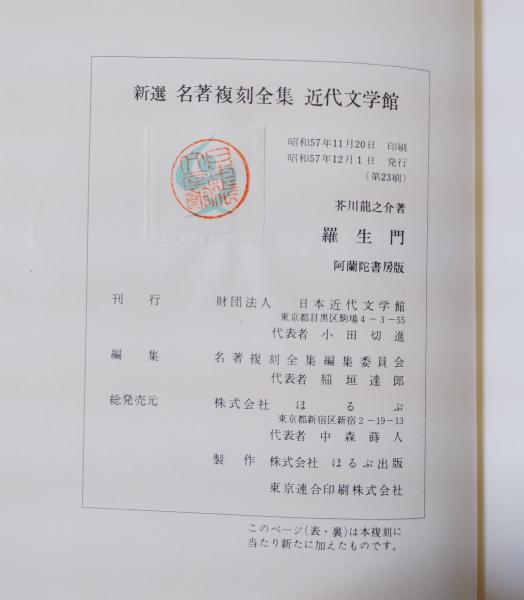 新選 名著複刻全集 近代文学館
昭和57年11月20日 印刷
昭和57年12月1日 発行
(第23刷)
芥川龍之介著
羅生門
阿蘭陀書房版
刊行 財団法人 日本近代文学館
東京都目黒区駒場4-3-55
代表者 小田切進
編集 名著複刻全集編集委員会
代表者 稲垣達郎
総発売元 株式会社 ほるぷ
東京都新宿区新宿2-19-13
代表者 中森蒔人
製作 株式会社 ほるぷ出版
東京連合印刷株式会社
このページ(表・裏)は本複刻に
当たり新たに加えたものです。